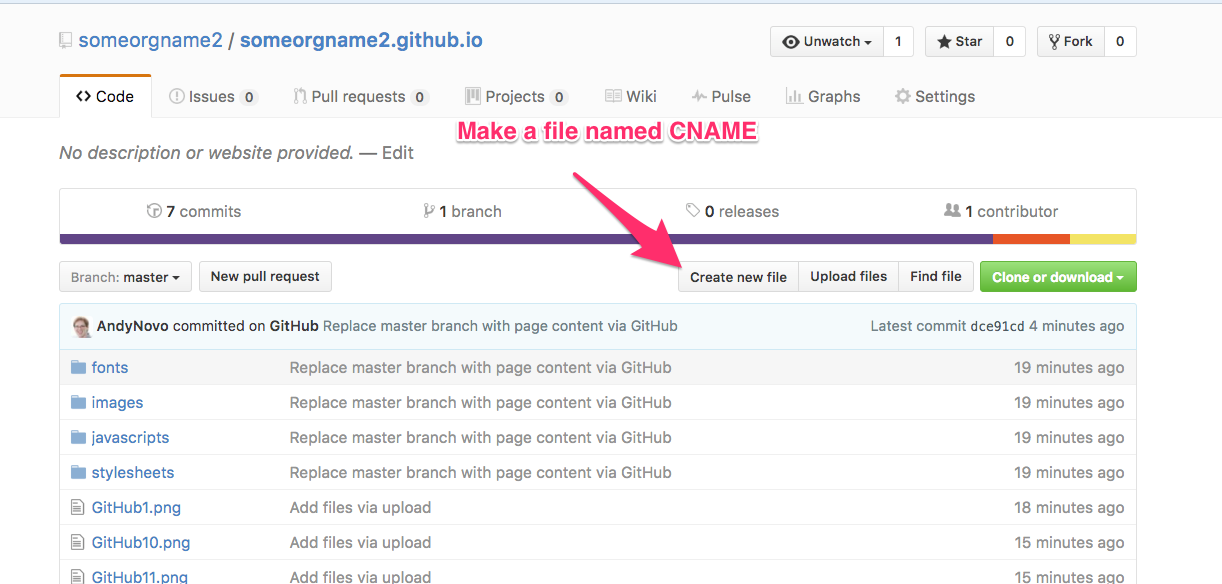 someorgname2 / someorgname2.github.io
Unwatch 1 Star 0 Fork 0
Code Issues 0 Pull requests 0 Projects 0 Wiki Pulse Graphs Settings
Make a file named CNAME
No description or website provided. — Edit
7 commits 1 branch 0 releases 1 contributor
Branch: master New pull request Create new file Upload files Find file Clone or download
AndyNovo committed on GitHub Replace master branch with page content via GitHub Latest commit dce91cd 4 minutes ago
fonts Replace master branch with page content via GitHub 19 minutes ago
images Replace master branch with page content via GitHub 19 minutes ago
javascripts Replace master branch with page content via GitHub 19 minutes ago
stylesheets Replace master branch with page content via GitHub 19 minutes ago
GitHub1.png Add files via upload 18 minutes ago
GitHub10.png Add files via upload 15 minutes ago
GitHub11.png Add files via upload 15 minutes ago